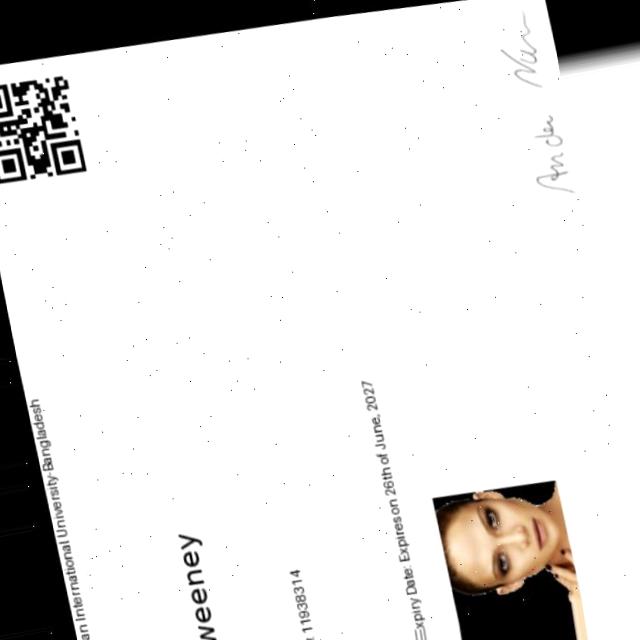 an International University-Bangladesh
weeney
11938314
Expiry Date: Expires on 26th of June, 2027